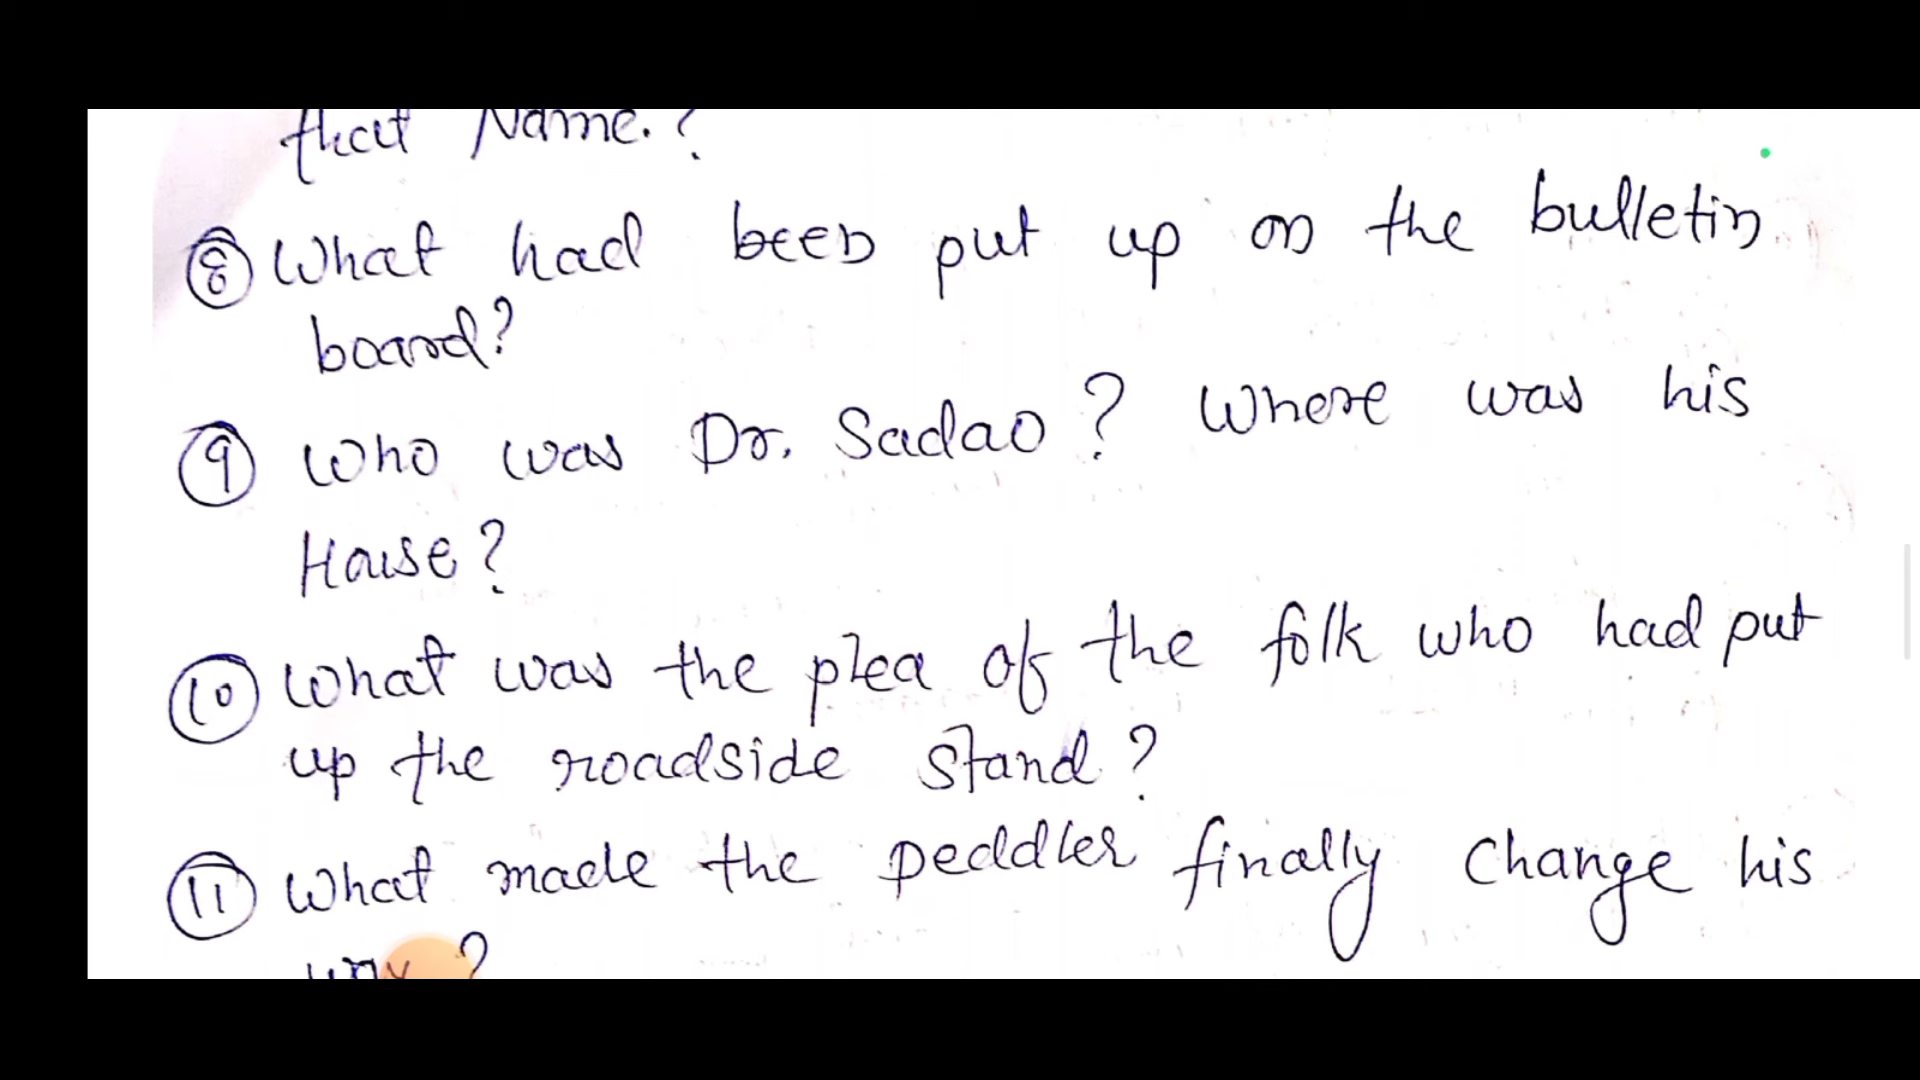 that Name.?
⑧ What had been put up on the bulletin
board?
⑨ Who was Dr. Sadao? Where was his
House?
⑩ What was the plea of the folk who had put
up the roadside stand?
⑪ What made the peddler finally change his
way?